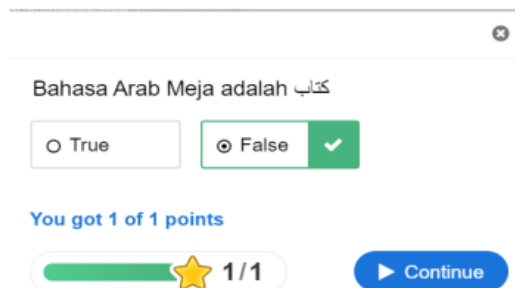 Bahasa Arab Meja adalah كتاب
True
False
You got 1 of 1 points
1/1
Continue